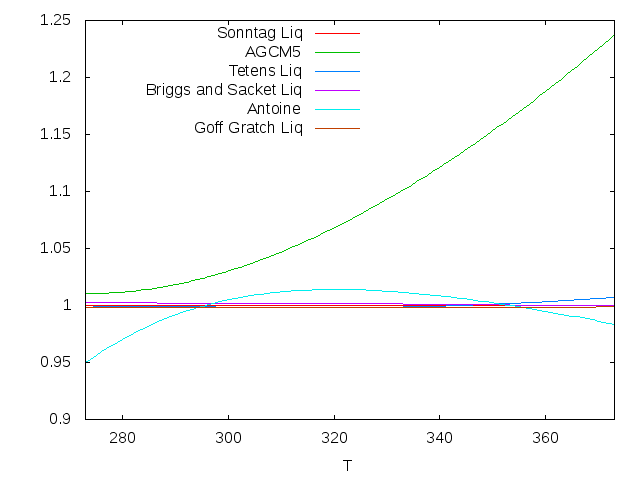 1.25
Sonntag Liq
AGCM5
1.2
Tetens Liq
Briggs and Sacket Liq
Antoine
1.15
Goff Gratch Liq
1.1
1.05
1
0.95
0.9
280 300 320 340 360
T